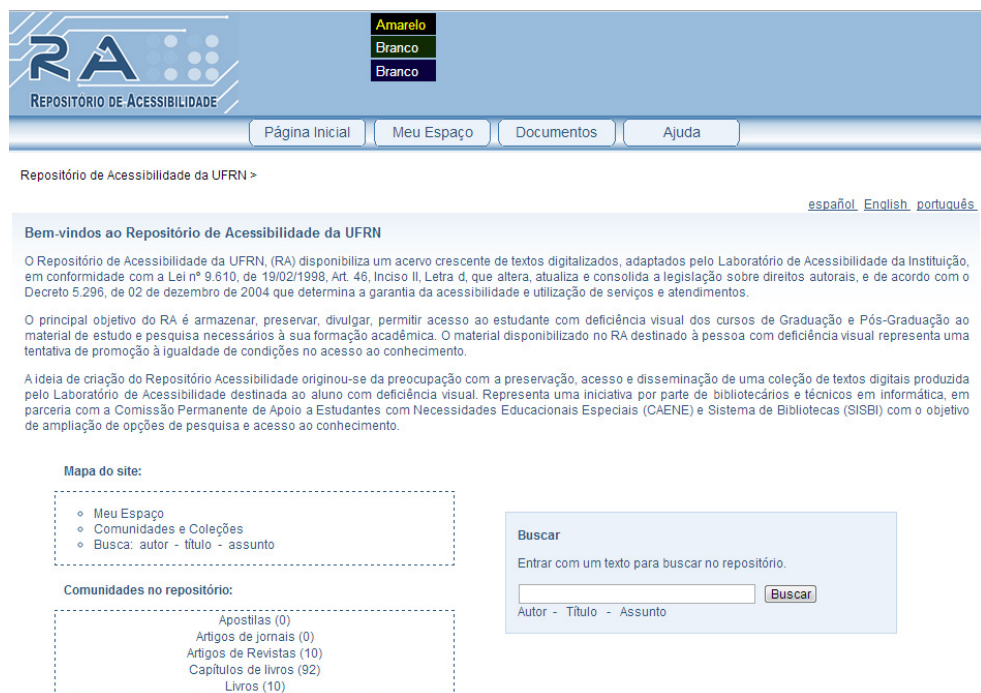 Amarelo
Branco
Branco
RA
REPOSITÓRIO DE ACESSIBILIDADE
Página Inicial Meu Espaço Documentos Ajuda
Repositório de Acessibilidade da UFRN >
español English português
Bem-vindos ao Repositório de Acessibilidade da UFRN
O Repositório de Acessibilidade da UFRN, (RA) disponibiliza um acervo crescente de textos digitalizados, adaptados pelo Laboratório de Acessibilidade da Instituição,
em conformidade com a Lei nº 9.610, de 19/02/1998, Art. 46, Inciso II, Letra d, que altera, atualiza e consolida a legislação sobre direitos autorais, e de acordo com o
Decreto 5.296, de 02 de dezembro de 2004 que determina a garantia da acessibilidade e utilização de serviços e atendimentos.
O principal objetivo do RA é armazenar, preservar, divulgar, permitir acesso ao estudante com deficiência visual dos cursos de Graduação e Pós-Graduação ao
material de estudo e pesquisa necessários à sua formação acadêmica. O material disponibilizado no RA destinado à pessoa com deficiência visual representa uma
tentativa de promoção à igualdade de condições no acesso ao conhecimento.
A ideia de criação do Repositório Acessibilidade originou-se da preocupação com a preservação, acesso e disseminação de uma coleção de textos digitais produzida
pelo Laboratório de Acessibilidade destinada ao aluno com deficiência visual. Representa uma iniciativa por parte de bibliotecários e técnicos em informática, em
parceria com a Comissão Permanente de Apoio a Estudantes com Necessidades Educacionais Especiais (CAENE) e Sistema de Bibliotecas (SISBI) com o objetivo
de ampliação de opções de pesquisa e acesso ao conhecimento.
Mapa do site:
Meu Espaço
Comunidades e Coleções
Busca: autor - título - assunto
Comunidades no repositório:
Apostilas (0)
Artigos de jornais (0)
Artigos de Revistas (10)
Capítulos de livros (92)
Livros (10)
Buscar
Entrar com um texto para buscar no repositório.
Buscar
Autor - Título - Assunto